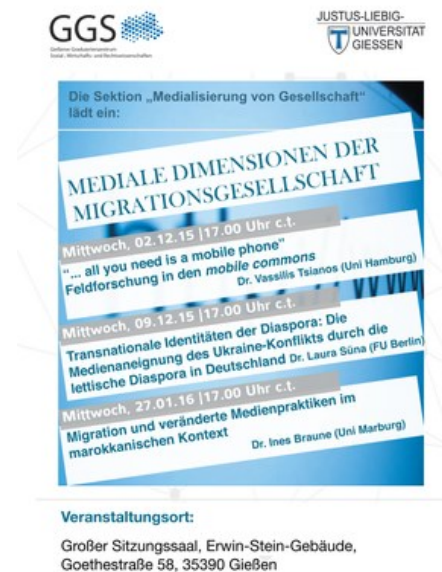 GGS
Gießener Graduiertenzentrum
Sozial-, Wirtschafts- und Rechtswissenschaften
JUSTUS-LIEBIG-
UNIVERSITÄT
GIESSEN
Die Sektion „Medialisierung von Gesellschaft“
lädt ein:
MEDIALE DIMENSIONEN DER
MIGRATIONSGESELLSCHAFT
Mittwoch, 02.12.15 |17.00 Uhr c.t.
“... all you need is a mobile phone”
Feldforschung in den mobile commons
Dr. Vassilis Tsianos (Uni Hamburg)
Mittwoch, 09.12.15 |17.00 Uhr c.t.
Transnationale Identitäten der Diaspora: Die
Medienaneignung des Ukraine-Konflikts durch die
lettische Diaspora in Deutschland Dr. Laura Sūna (FU Berlin)
Mittwoch, 27.01.16 |17.00 Uhr c.t.
Migration und veränderte Medienpraktiken im
marokkanischen Kontext
Dr. Ines Braune (Uni Marburg)
Veranstaltungsort:
Großer Sitzungssaal, Erwin-Stein-Gebäude,
Goethestraße 58, 35390 Gießen